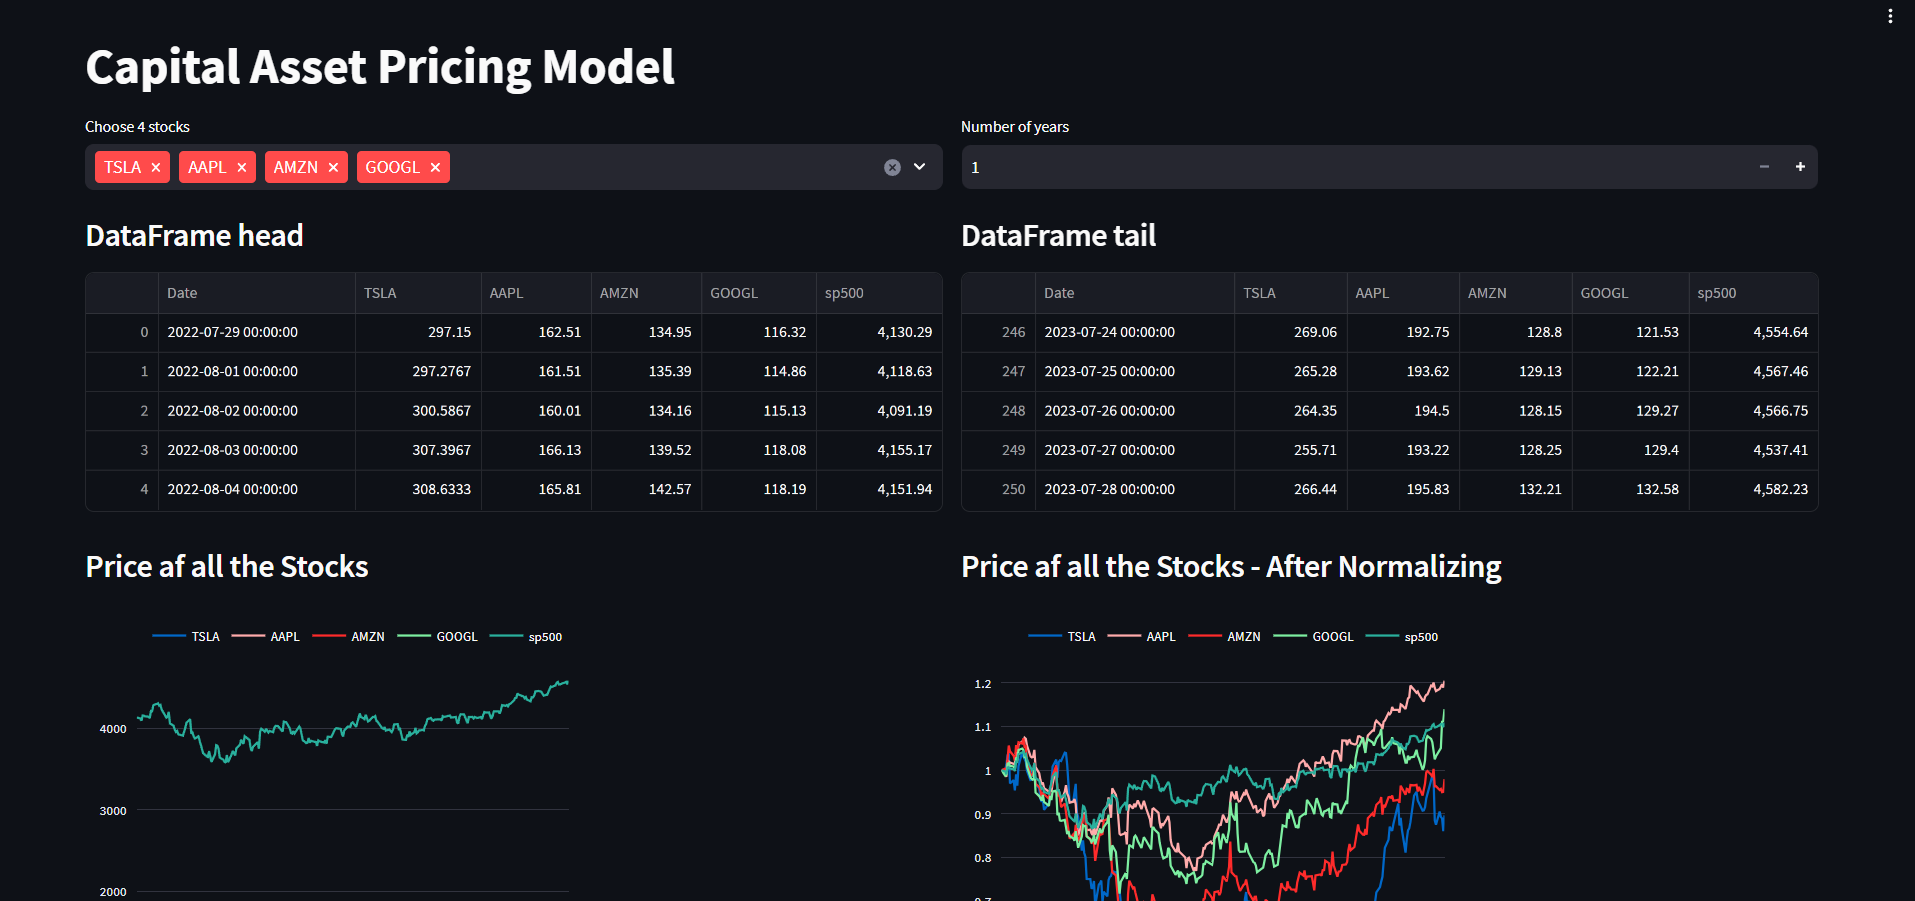 Capital Asset Pricing Model
Choose 4 stocks
Number of years
TSLA AAPL AMZN GOOGL
1
DataFrame head
DataFrame tail
Date TSLA AAPL AMZN GOOGL sp500
0 2022-07-29 00:00:00 297.15 162.51 134.95 116.32 4,130.29
1 2022-08-01 00:00:00 297.2767 161.51 135.39 114.86 4,118.63
2 2022-08-02 00:00:00 300.5867 160.01 134.16 115.13 4,091.19
3 2022-08-03 00:00:00 307.3967 166.13 139.52 118.08 4,155.17
4 2022-08-04 00:00:00 308.6333 165.81 142.57 118.19 4,151.94
Date TSLA AAPL AMZN GOOGL sp500
246 2023-07-24 00:00:00 269.06 192.75 128.8 121.53 4,554.64
247 2023-07-25 00:00:00 265.28 193.62 129.13 122.21 4,567.46
248 2023-07-26 00:00:00 264.35 194.5 128.15 129.27 4,566.75
249 2023-07-27 00:00:00 255.71 193.22 128.25 129.4 4,537.41
250 2023-07-28 00:00:00 266.44 195.83 132.21 132.58 4,582.23
Price af all the Stocks
TSLA AAPL AMZN GOOGL sp500
4000
3000
2000
Price af all the Stocks - After Normalizing
TSLA AAPL AMZN GOOGL sp500
1.2
1.1
1
0.9
0.8
0.7